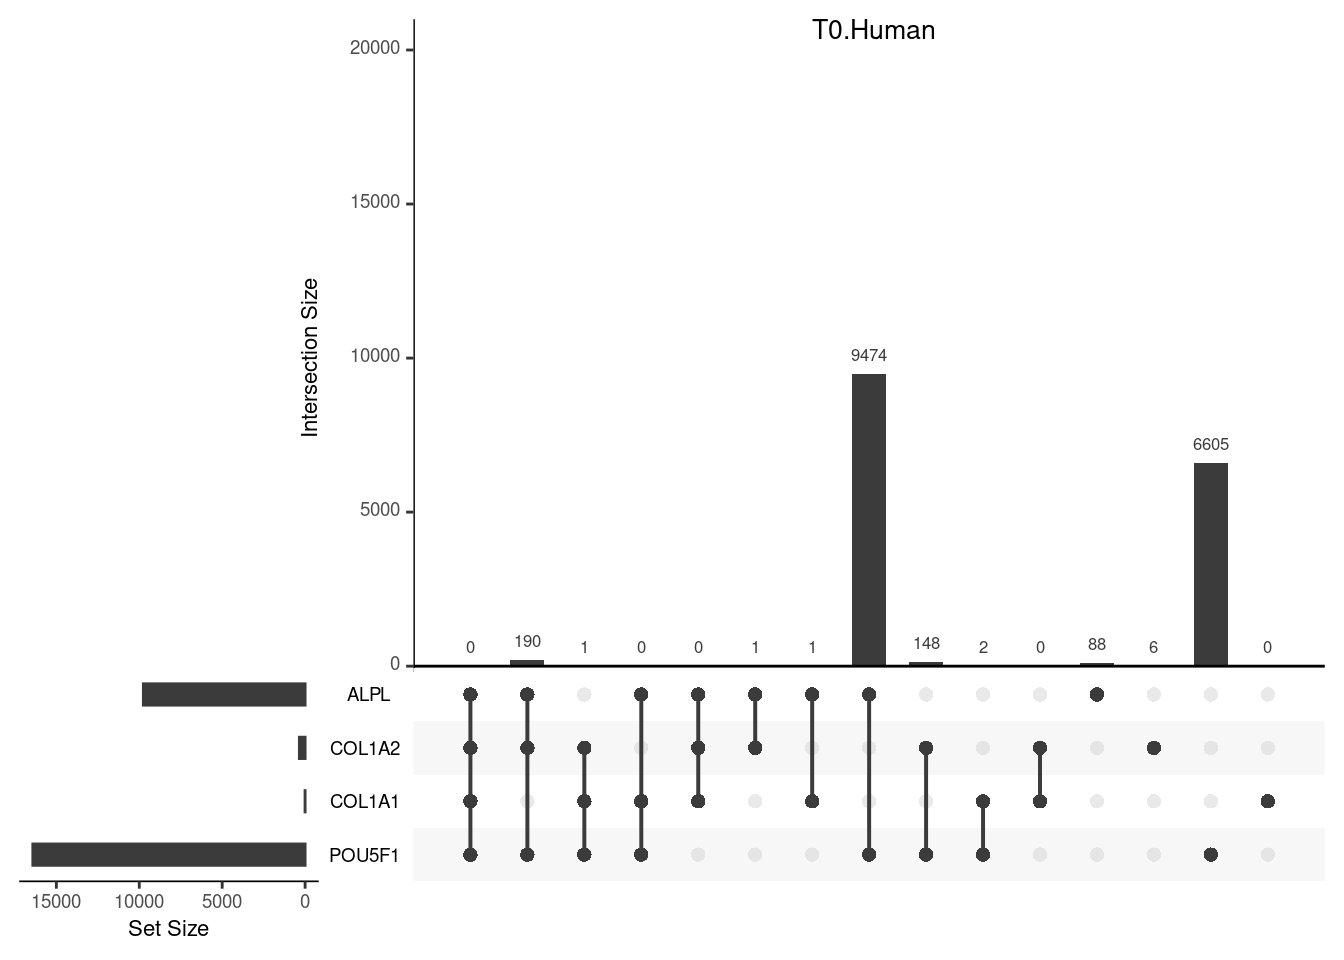 T0.Human
20000
15000
10000
5000
0
Intersection Size
0 190 1 0 0 1 1 9474 148 2 0 88 6 6605 0
ALPL
COL1A2
COL1A1
POU5F1
15000 10000 5000 0
Set Size